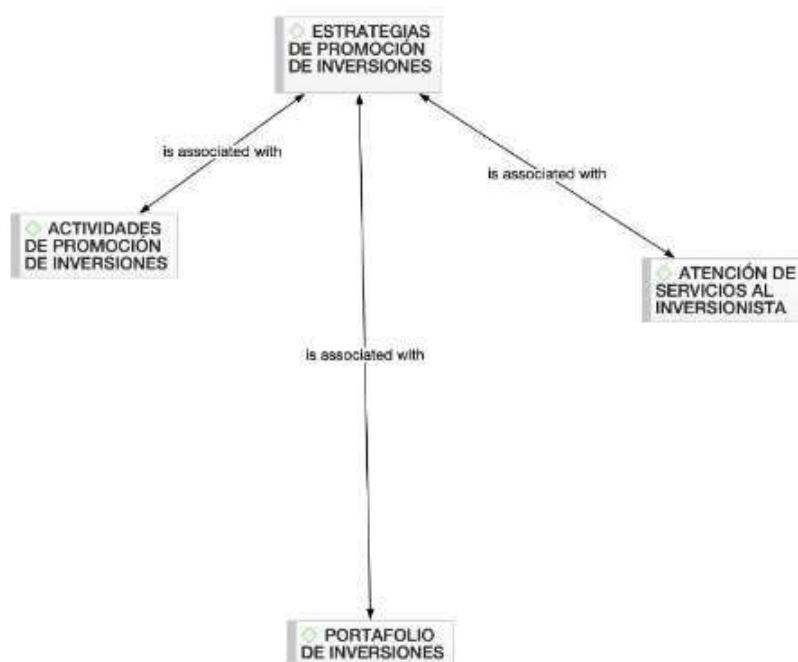 ESTRATEGIAS
DE PROMOCIÓN
DE INVERSIONES
is associated with
is associated with
ACTIVIDADES
DE PROMOCIÓN
DE INVERSIONES
ATENCIÓN DE
SERVICIOS AL
INVERSIONISTA
is associated with
PORTAFOLIO
DE INVERSIONES